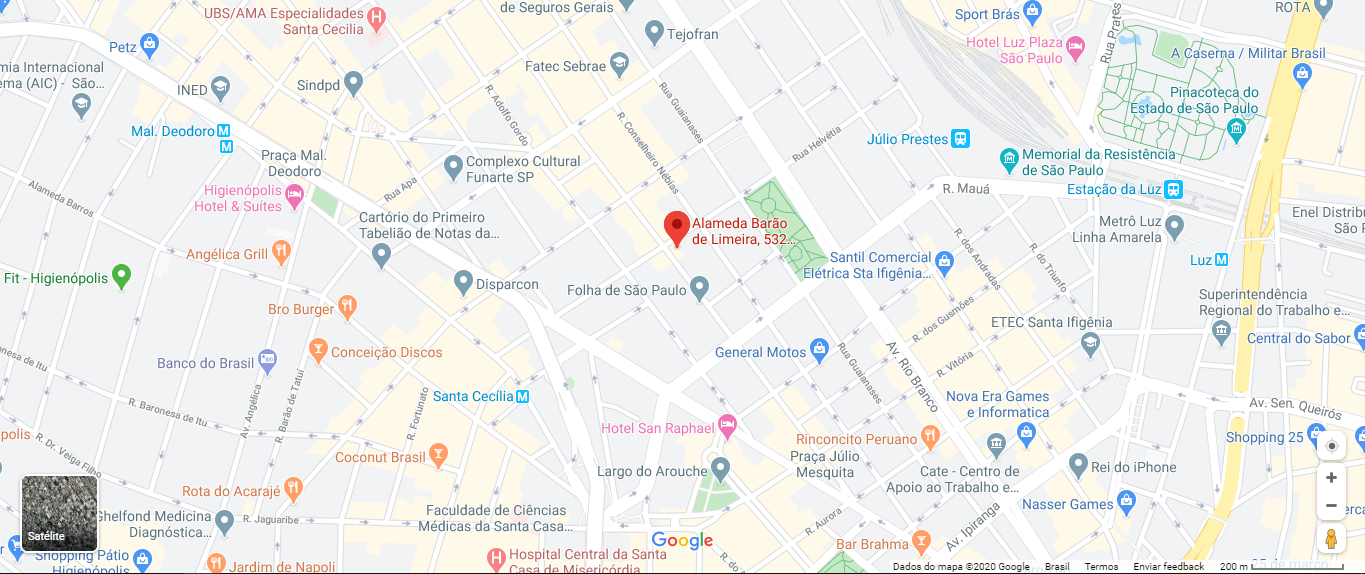 UBS/AMA Especialidades
Santa Cecília
de Seguros Gerais
Tejofran
Sport Brás
ROTA
Petz
Hotel Luz Plaza
São Paulo
Rua Prates
A Caserna / Militar Brasil
mia Internacional
ema (AIC) - São...
INED
Sindpd
Fatec Sebrae
Pinacoteca do
Estado de São Paulo
R. Adolfo Gordo
R. Conselheiro Nébias
Rua Guaianases
Rua Helvétia
Mal. Deodoro
M
M
Júlio Prestes
Praça Mal.
Deodoro
Complexo Cultural
Funarte SP
Memorial da Resistência
de São Paulo
Rua Apa
R. Mauá
Estação da Luz
Alameda Barros
Higienópolis
Hotel & Suítes
Cartório do Primeiro
Tabelião de Notas da...
Alameda Barão
de Limeira, 532...
Metrô Luz
Linha Amarela
Enel Distribu
São F
Angélica Grill
R. dos Andradas
R. do Triunfo
Santil Comercial
Elétrica Sta Ifigênia...
Luz M
Fit - Higienópolis
Disparcon
Folha de São Paulo
Bro Burger
R. dos Gusmões
ETEC Santa Ifigênia
Superintendência
Regional do Trabalho e...
Central do Sabor
Conceição Discos
Banco do Brasil
General Motos
Rua Guaianases
Av. Rio Branco
R. Vitória
R. Baronesa de Itu
aronesa de Itu
Av. Angélica
R. Barão de Tatuí
R. Fortunato
Santa Cecília M
Nova Era Games
e Informatica
Av. Sen. Queirós
polis
R. Dr. Veiga Filho
Hotel San Raphael
Rinconcito Peruano
Praça Júlio
Mesquita
Shopping 25
Coconut Brasil
Largo do Arouche
Cate - Centro de
Apoio ao Trabalho e...
Rei do iPhone
Rota do Acarajé
Nasser Games
Satélite
Ghelfond Medicina
Diagnóstica...
R. Jaguaribe
Faculdade de Ciências
Médicas da Santa Casa...
R. Aurora
Av. Ipiranga
Google
Bar Brahma
Shopping Pátio
Higienópolis
Jardim de Napoli
Hospital Central da Santa
Casa de Misericórdia
25 de março
Dados do mapa ©2020 Google Brasil Termos Enviar feedback 200 m